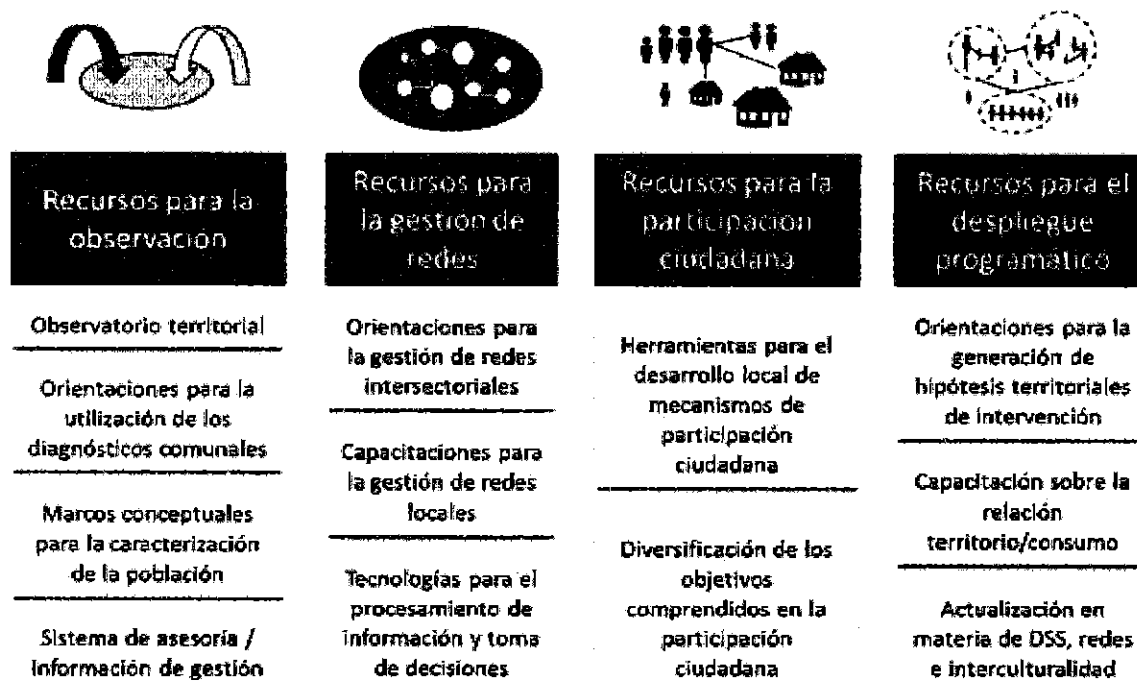 Recursos para la
observación
Observatorio territorial
Orientaciones para la
utilización de los
diagnósticos comunales
Marcos conceptuales
para la caracterización
de la población
Sistema de asesoría /
Información de gestión
Recursos para
la gestión de
redes
Orientaciones para
la gestión de redes
intersectoriales
Capacitaciones para
la gestión de redes
locales
Tecnologías para el
procesamiento de
información y toma
de decisiones
Recursos para la
participación
ciudadana
Herramientas para el
desarrollo local de
mecanismos de
participación
ciudadana
Diversificación de los
objetivos
comprendidos en la
participación
ciudadana
Recursos para el
despliegue
programático
Orientaciones para la
generación de
hipótesis territoriales
de intervención
Capacitación sobre la
relación
territorio/consumo
Actualización en
materia de DSS, redes
e interculturalidad